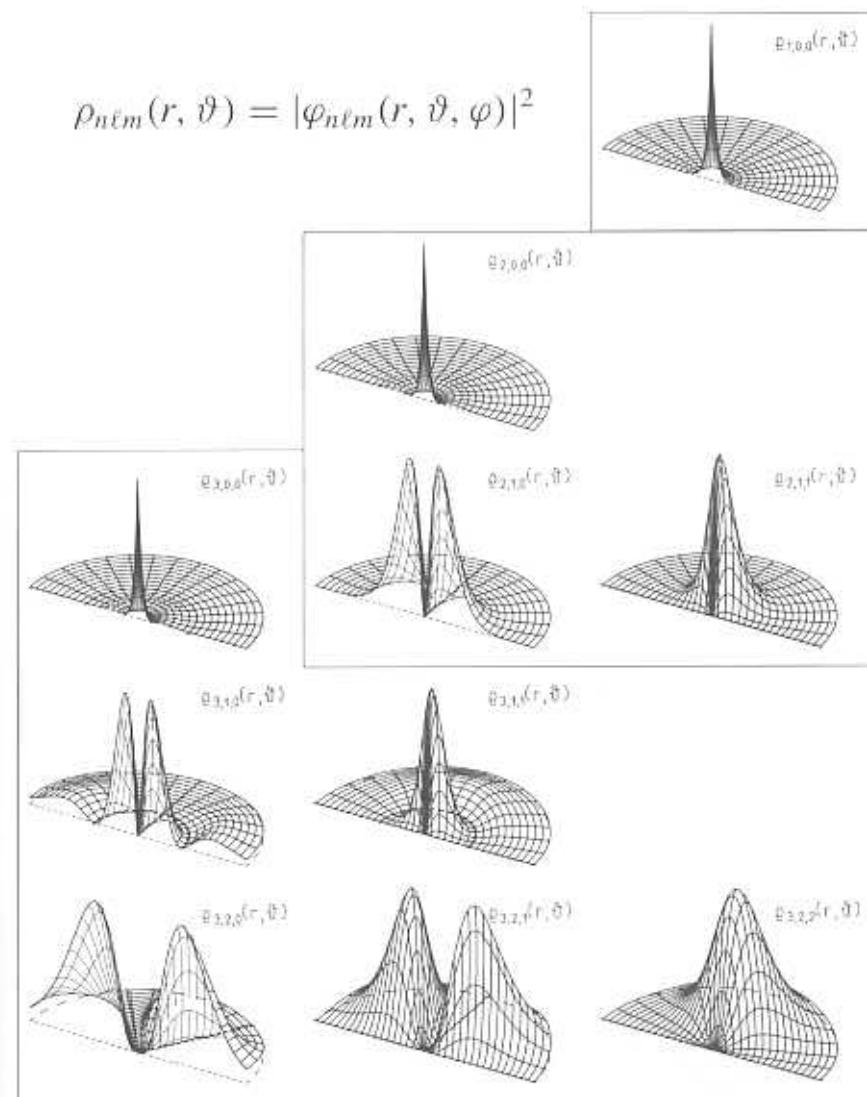 ρ₁,₀,₀(r,ϑ)
ρₙℓₘ(r, ϑ) = |φₙℓₘ(r, ϑ, φ)|²
ρ₂,₀,₀(r,ϑ)
ρ₃,₀,₀(r,ϑ)
ρ₂,₁,₀(r,ϑ)
ρ₂,₁,₁(r,ϑ)
ρ₃,₁,₀(r,ϑ)
ρ₃,₁,₁(r,ϑ)
ρ₃,₂,₀(r,ϑ)
ρ₃,₂,₁(r,ϑ)
ρ₃,₂,₂(r,ϑ)